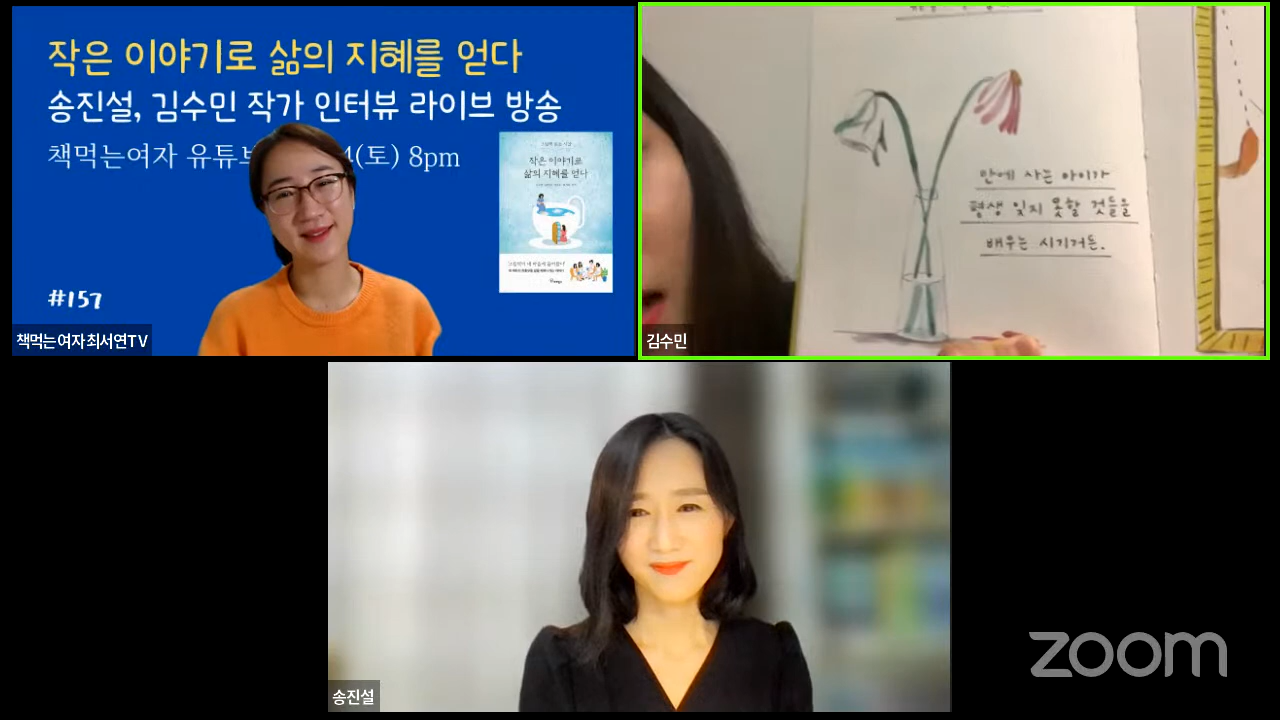 작은 이야기로 삶의 지혜를 얻다
송진설, 김수민 작가 인터뷰 라이브 방송
책먹는여자 유튜브 4(토) 8pm
작은 이야기로
삶의 지혜를 얻다
#157
책먹는여자최서연TV
만에 사는 아이가
평생 잊지 못할 것들을
배우는 시기거든.
김수민
송진설
zoom